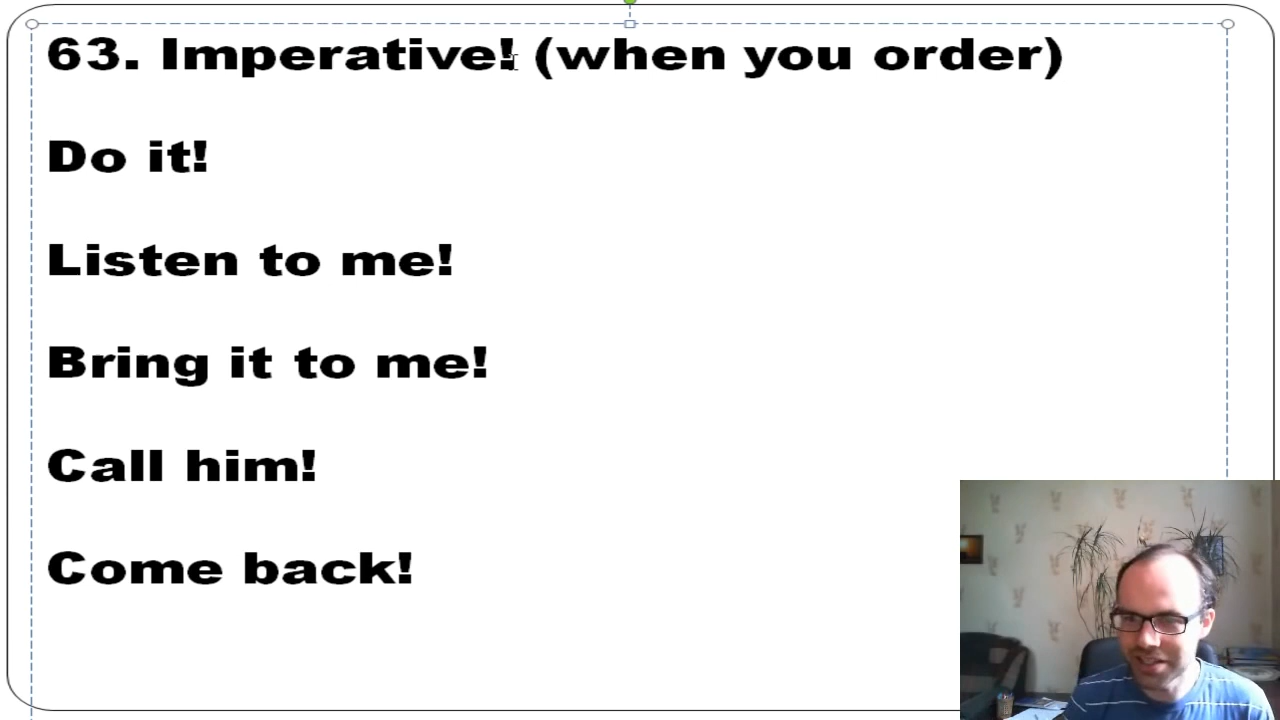 63. Imperative! (when you order)
Do it!
Listen to me!
Bring it to me!
Call him!
Come back!